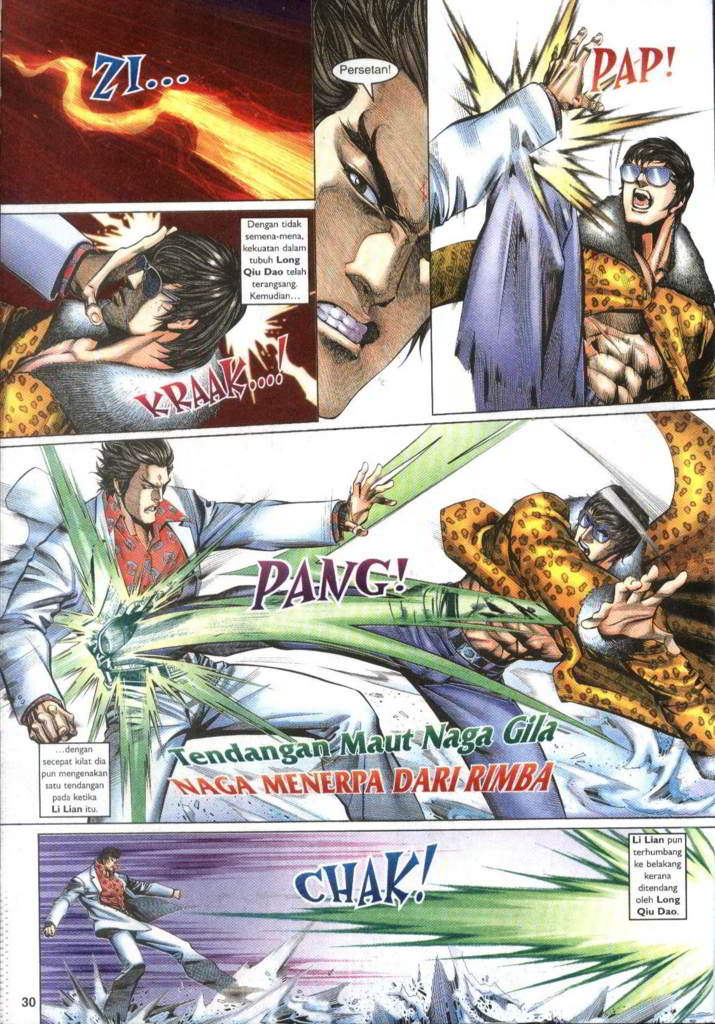 ZI...
Persetan!
PAP!
Dengan tidak
semena-mena,
kekuatan dalam
tubuh Long
Qiu Dao telah
terangsang.
Kemudian...
KRAAK....!
PANG!
...dengan
secepat kilat dia
pun mengenakan
satu tendangan
pada ketika
Li Lian itu.
Tendangan Maut Naga Gila
NAGA MENERPA DARI RIMBA
CHAK!
Li Lian pun
terhumbang
ke belakang
kerana
ditendang
oleh Long
Qiu Dao.
30